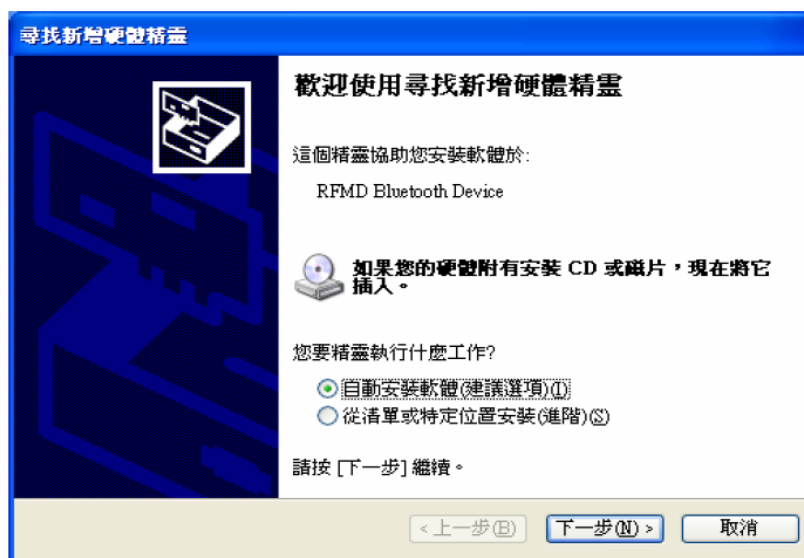 尋找新增硬體精靈
歡迎使用尋找新增硬體精靈
這個精靈協助您安裝軟體於:
RFMD Bluetooth Device
如果您的硬體附有安裝 CD 或磁片，現在將它
插入。
您要精靈執行什麼工作?
自動安裝軟體(建議選項)(I)
從清單或特定位置安裝(進階)(S)
請按 [下一步] 繼續。
< 上一步(B) 下一步(N) > 取消